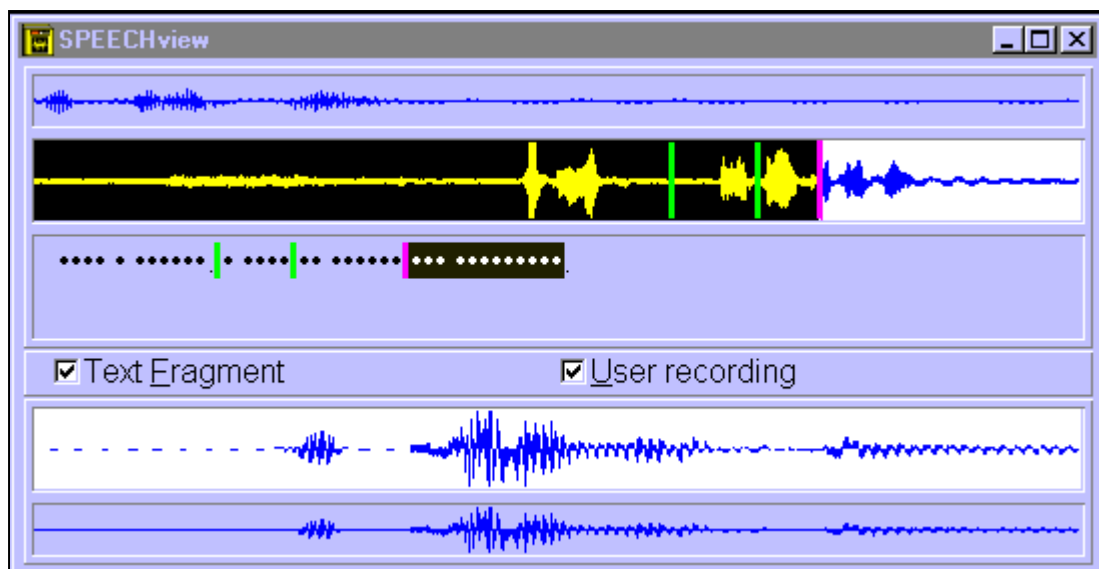 SPEECHview
•••• • ••••••.• •••••• •••••••• •••••••••.
Text Fragment
User recording